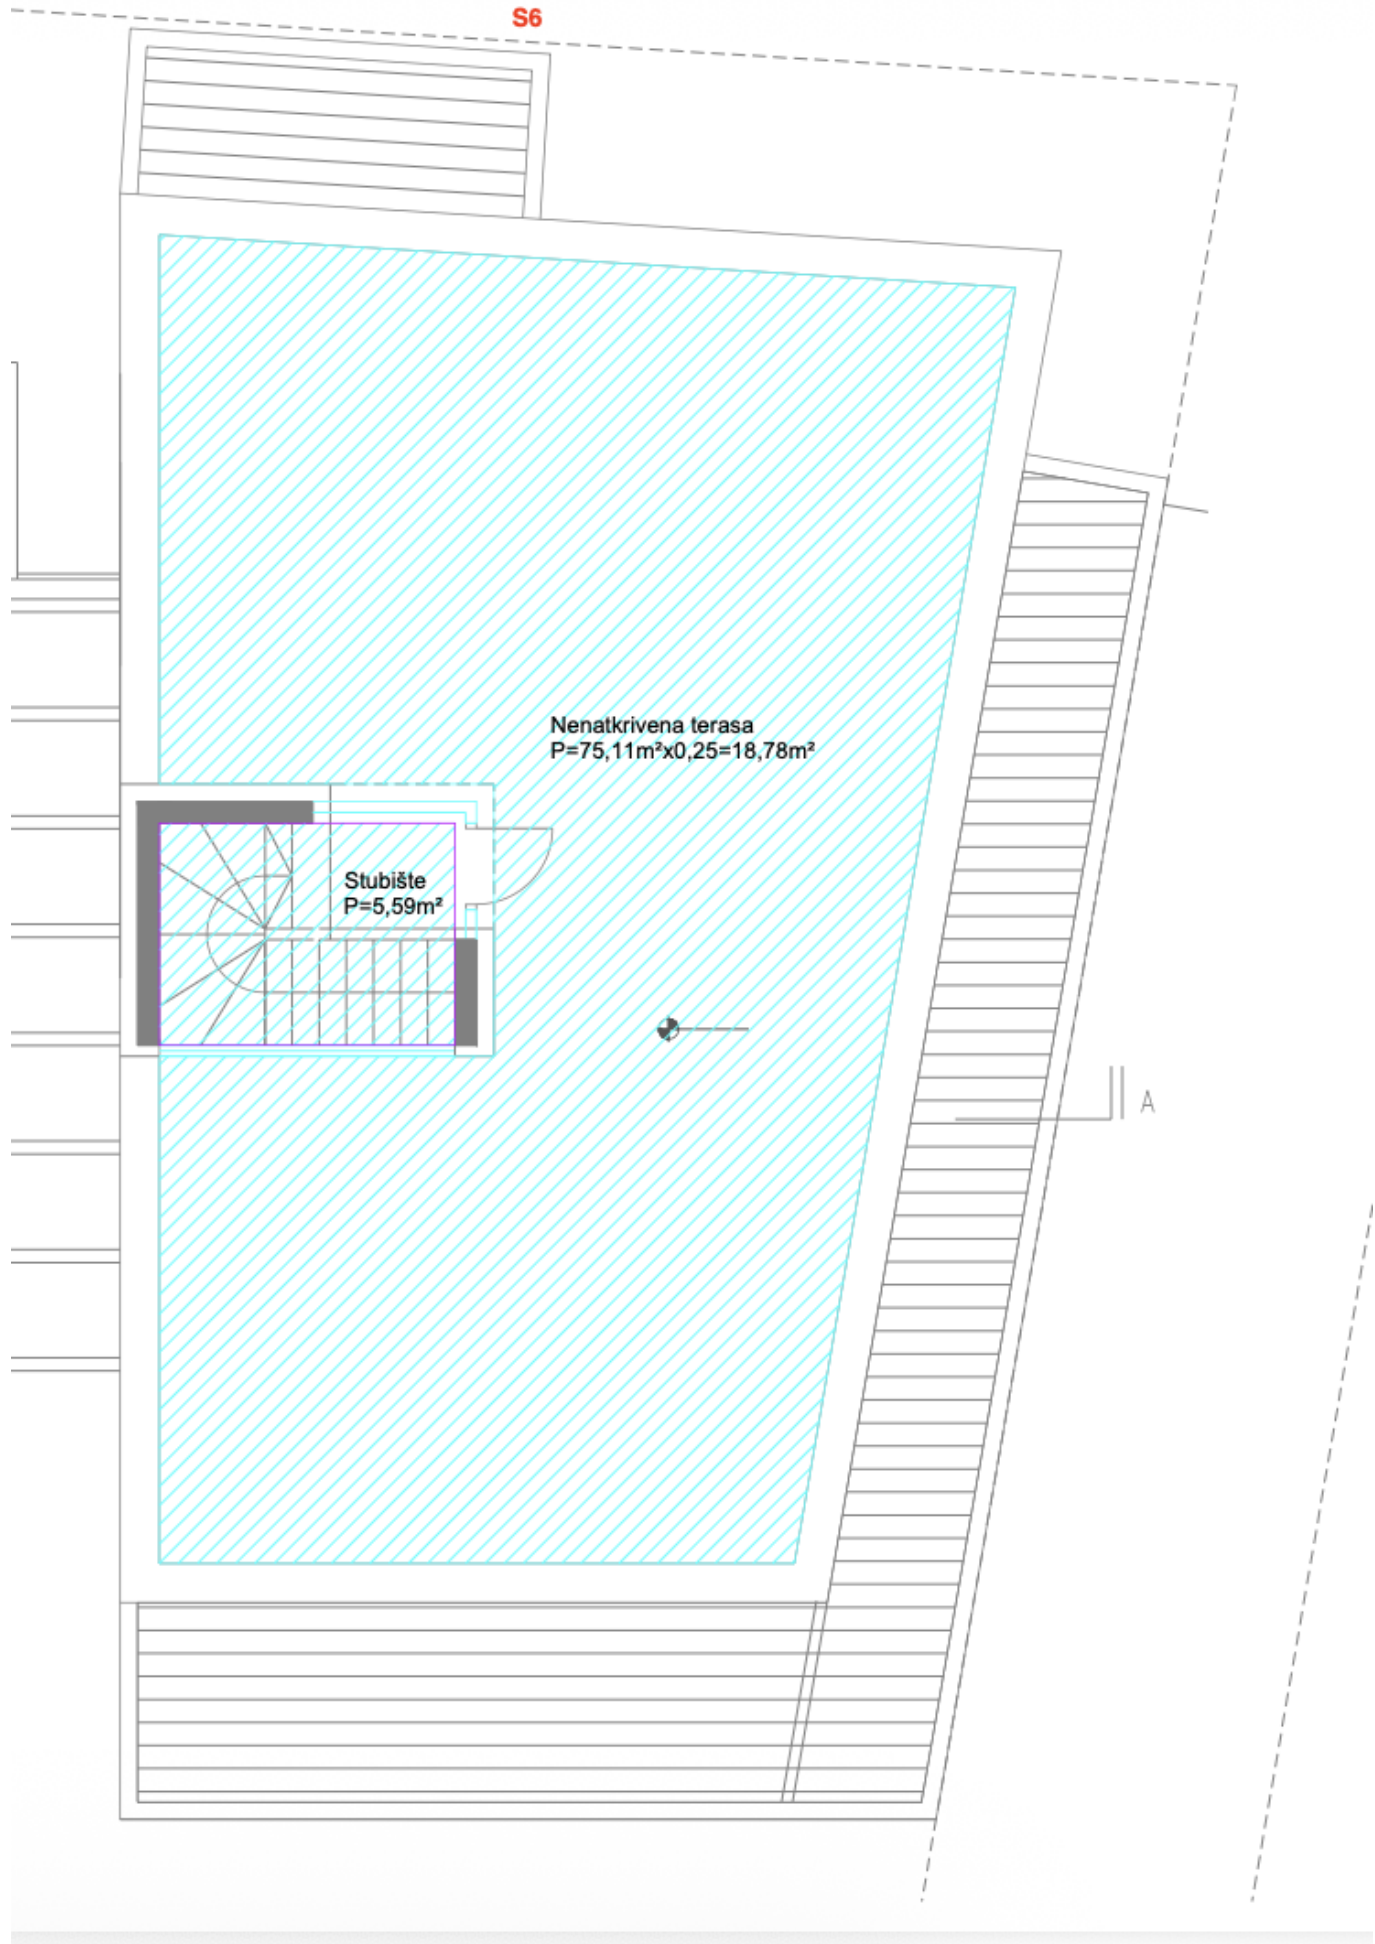 S6
Nenatkrivena terasa
P=75,11m²x0,25=18,78m²
Stubište
P=5,59m²
A